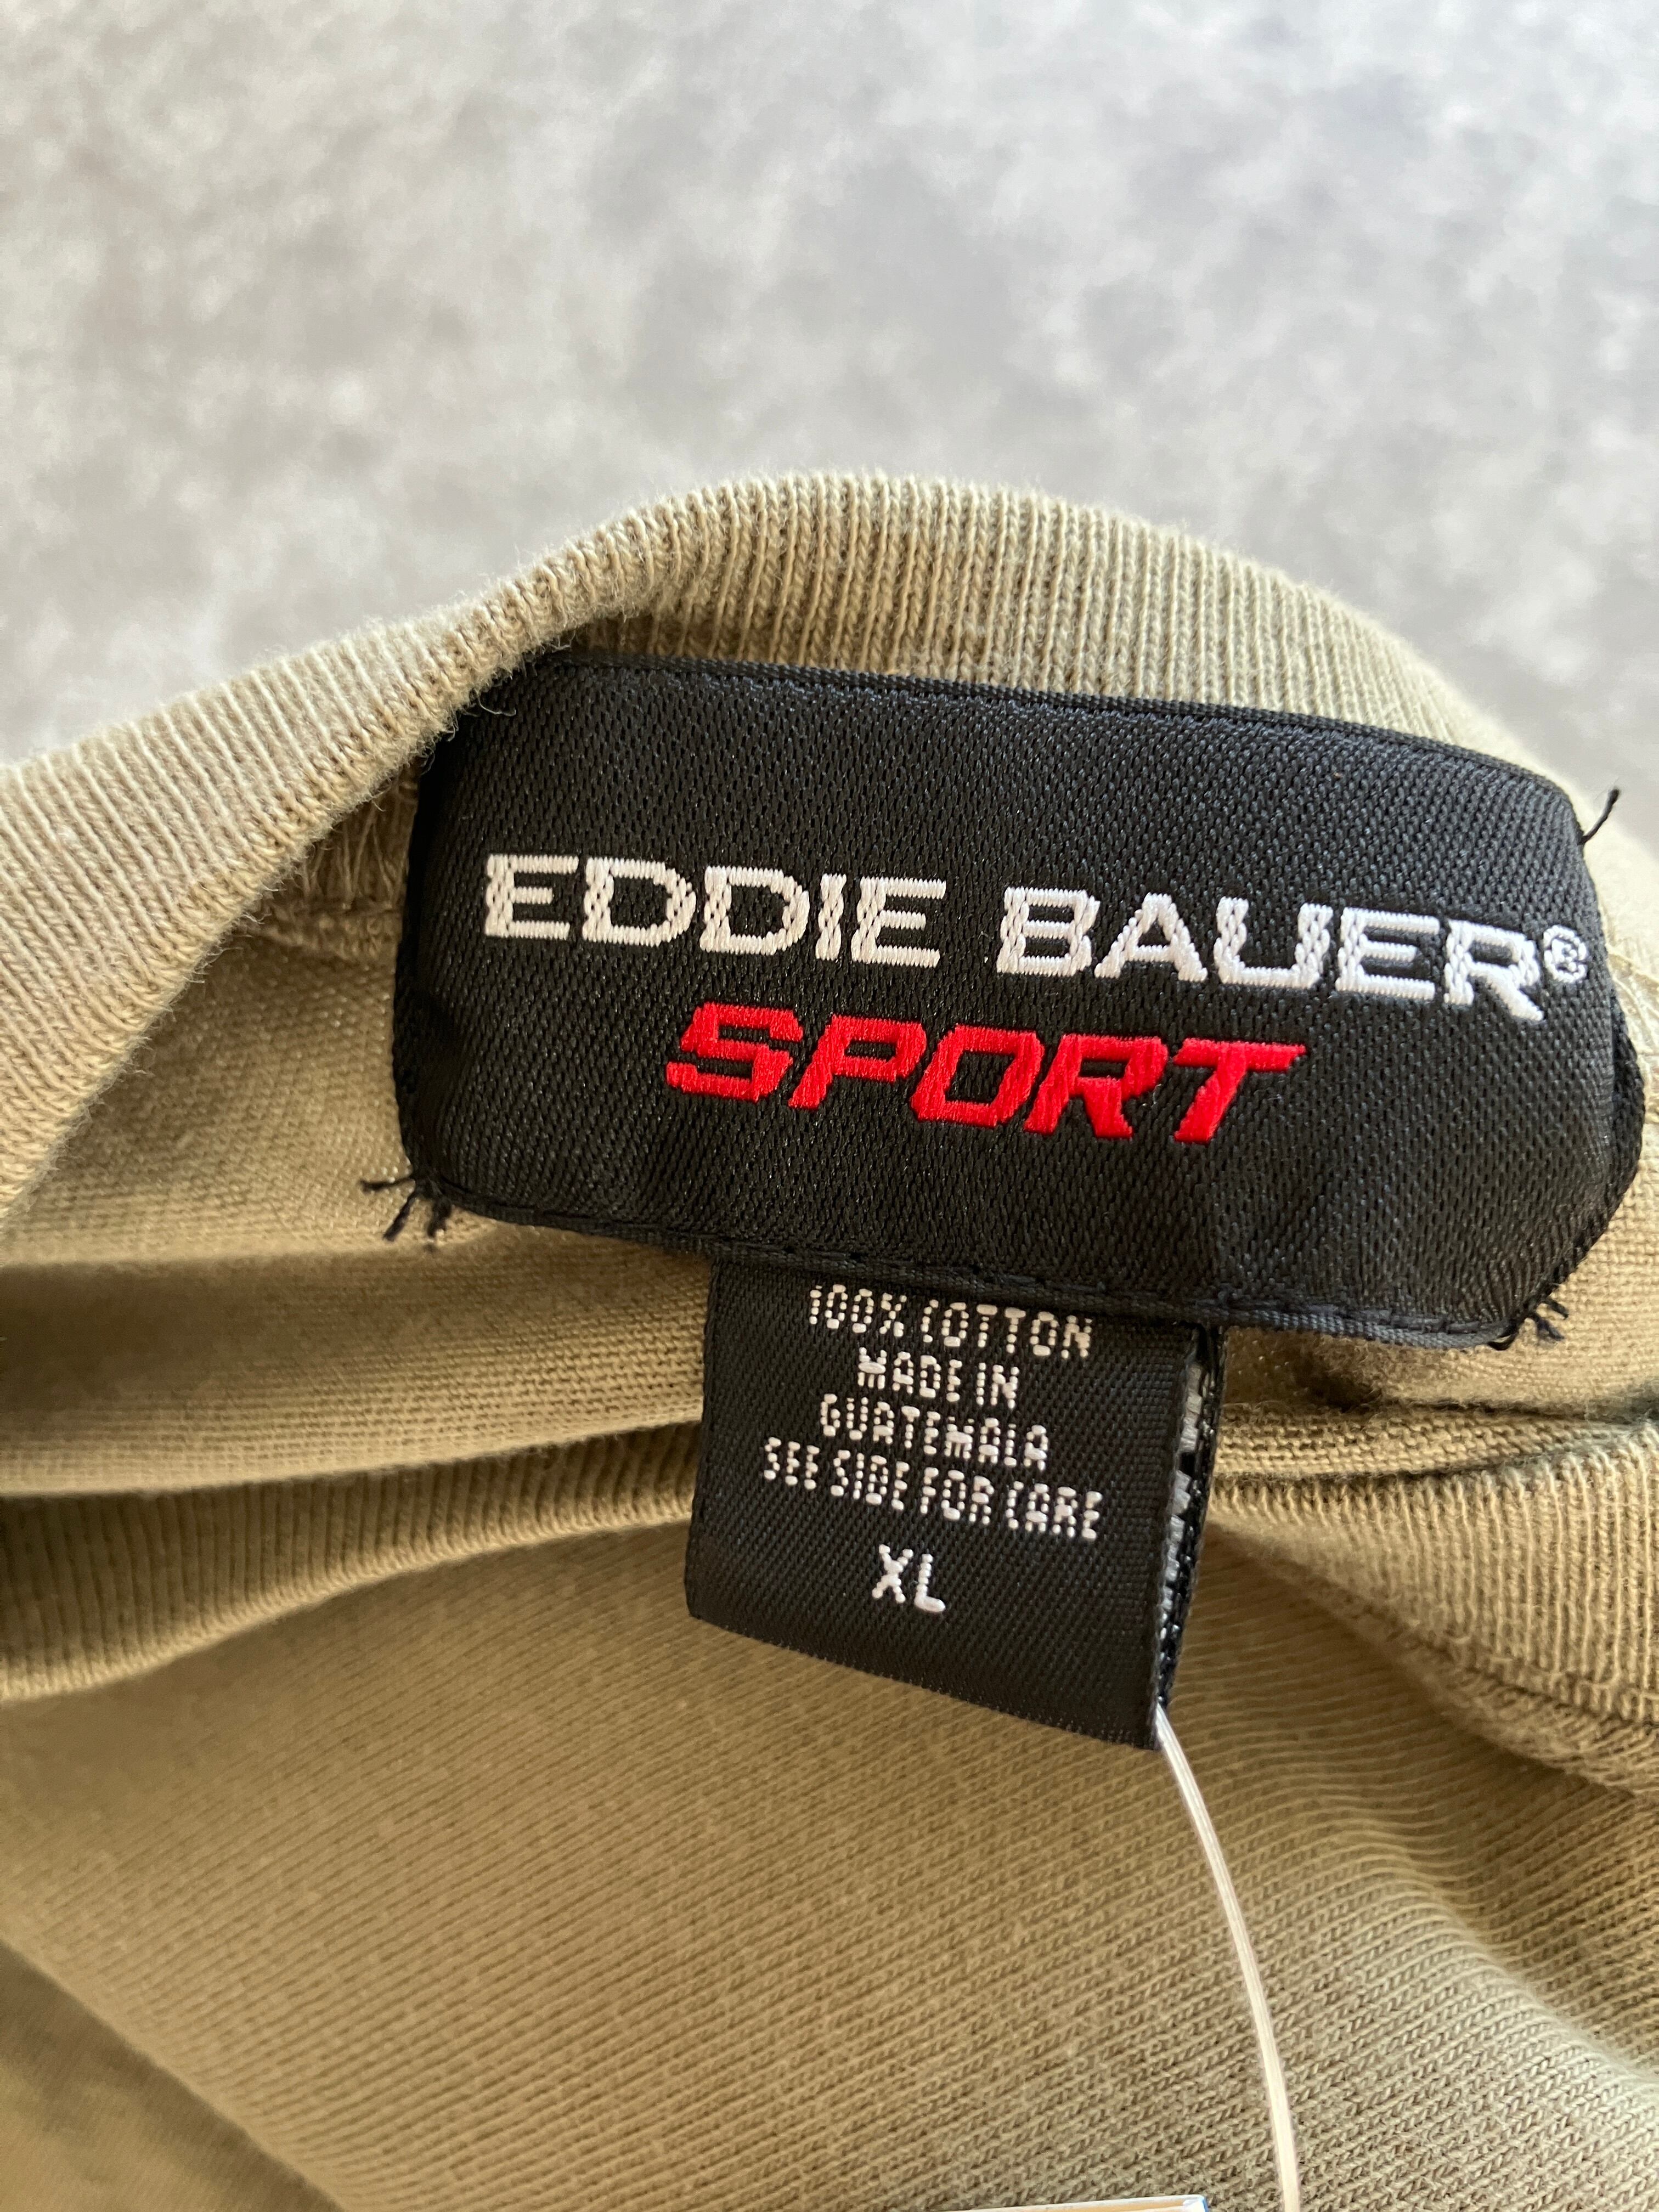 EDDIE BAUER®
SPORT
100% COTTON
MADE IN
GUATEMALA
SEE SIDE FOR CARE
XL